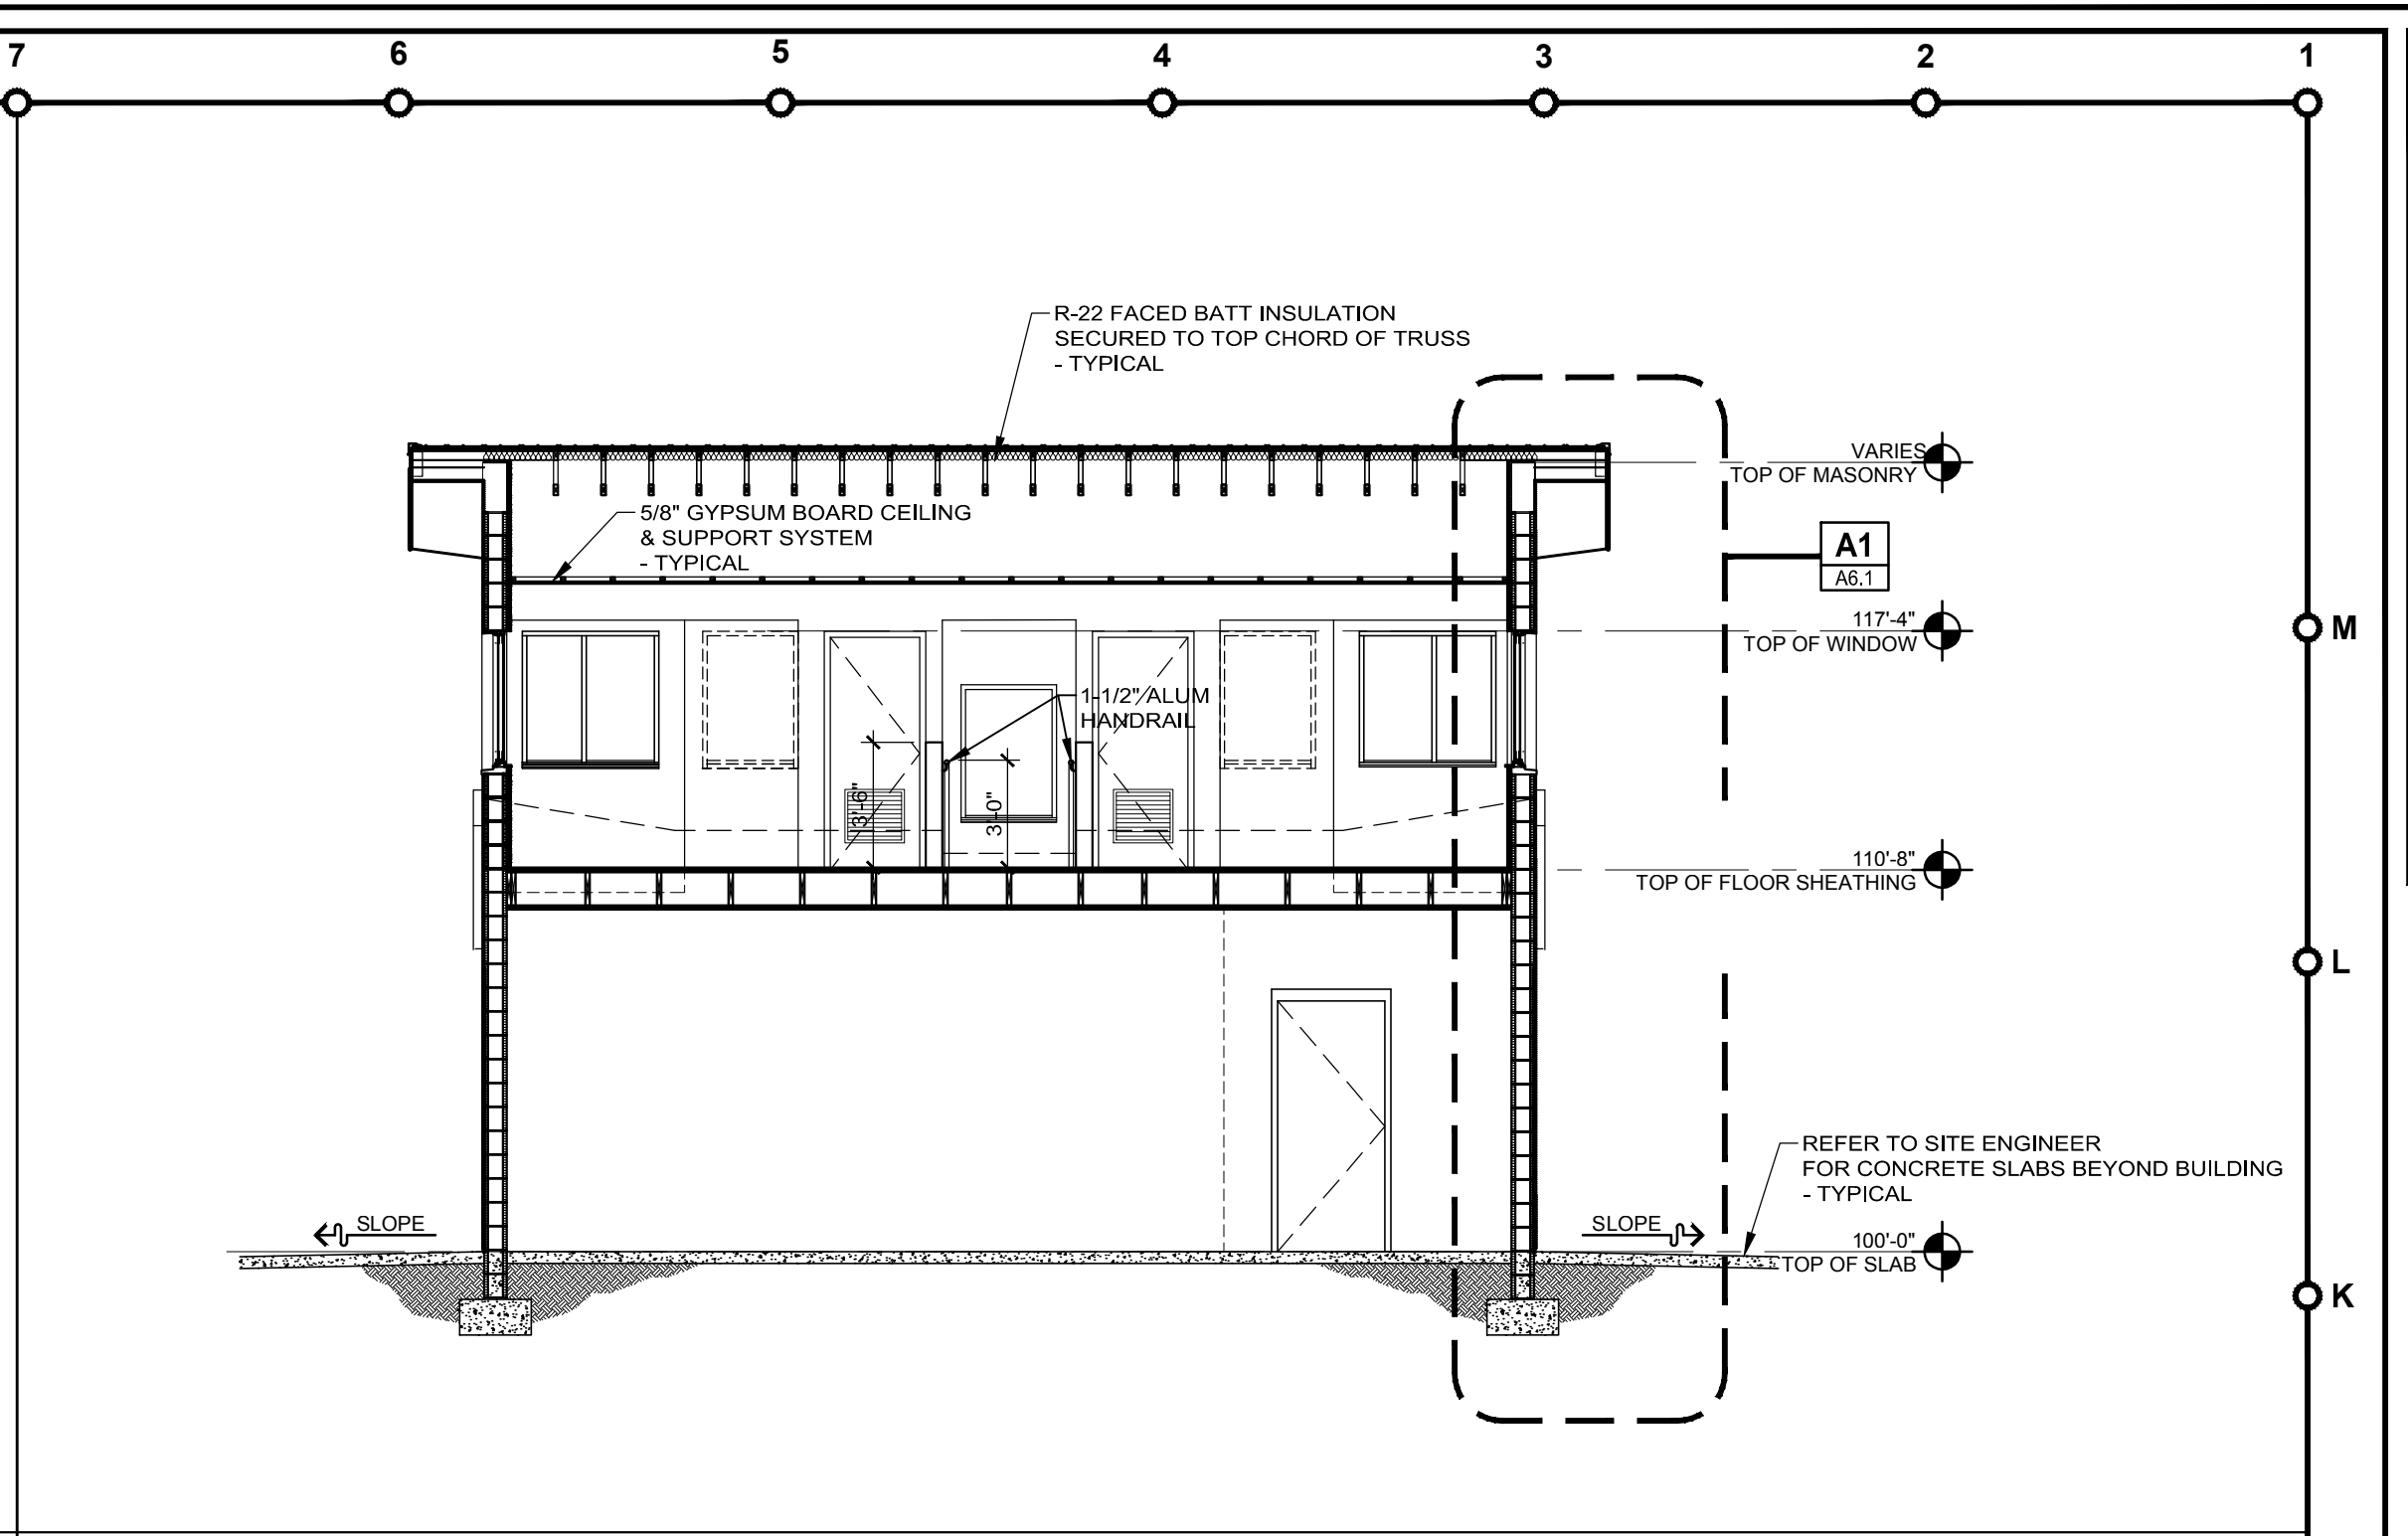 7
6
5
4
3
2
1
R-22 FACED BATT INSULATION
SECURED TO TOP CHORD OF TRUSS
- TYPICAL
VARIES
TOP OF MASONRY
5/8" GYPSUM BOARD CEILING
& SUPPORT SYSTEM
- TYPICAL
A1
A6.1
117'-4"
TOP OF WINDOW
M
1-1/2" ALUM
HANDRAIL
3'-6"
3'-0"
110'-8"
TOP OF FLOOR SHEATHING
L
REFER TO SITE ENGINEER
FOR CONCRETE SLABS BEYOND BUILDING
- TYPICAL
SLOPE
SLOPE
100'-0"
TOP OF SLAB
K